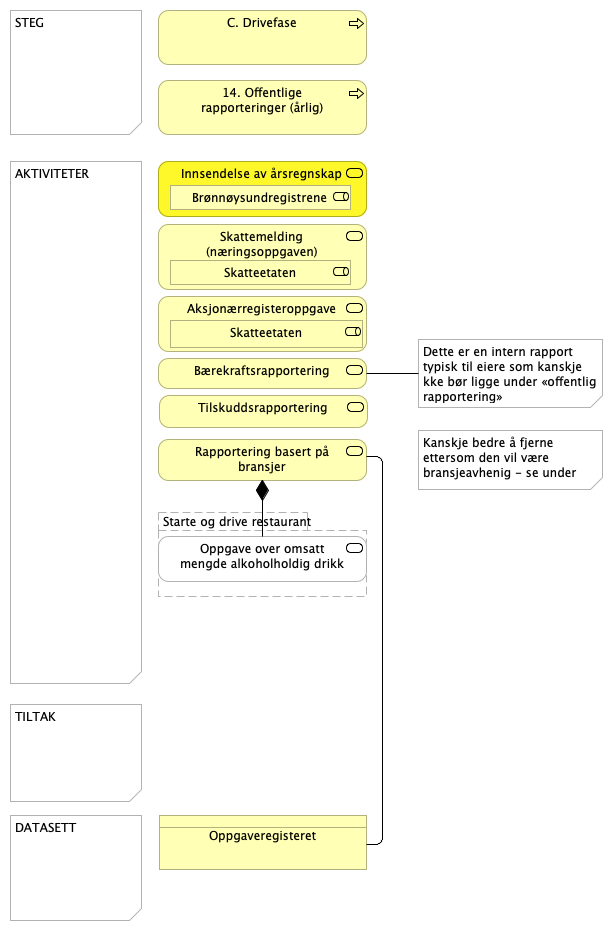 STEG
C. Drivefase
14. Offentlige
rapporteringer (årlig)
AKTIVITETER
Innsendelse av årsregnskap
Brønnøysundregistrene
Skattemelding
(næringsoppgaven)
Skatteetaten
Aksjonærregisteroppgave
Skatteetaten
Bærekraftsrapportering
Dette er en intern rapport
typisk til eiere som kanskje
kke bør ligge under «offentlig
rapportering»
Tilskuddsrapportering
Rapportering basert på
bransjer
Kanskje bedre å fjerne
ettersom den vil være
bransjeavhenig – se under
Starte og drive restaurant
Oppgave over omsatt
mengde alkoholholdig drikk
TILTAK
DATASETT
Oppgaveregisteret